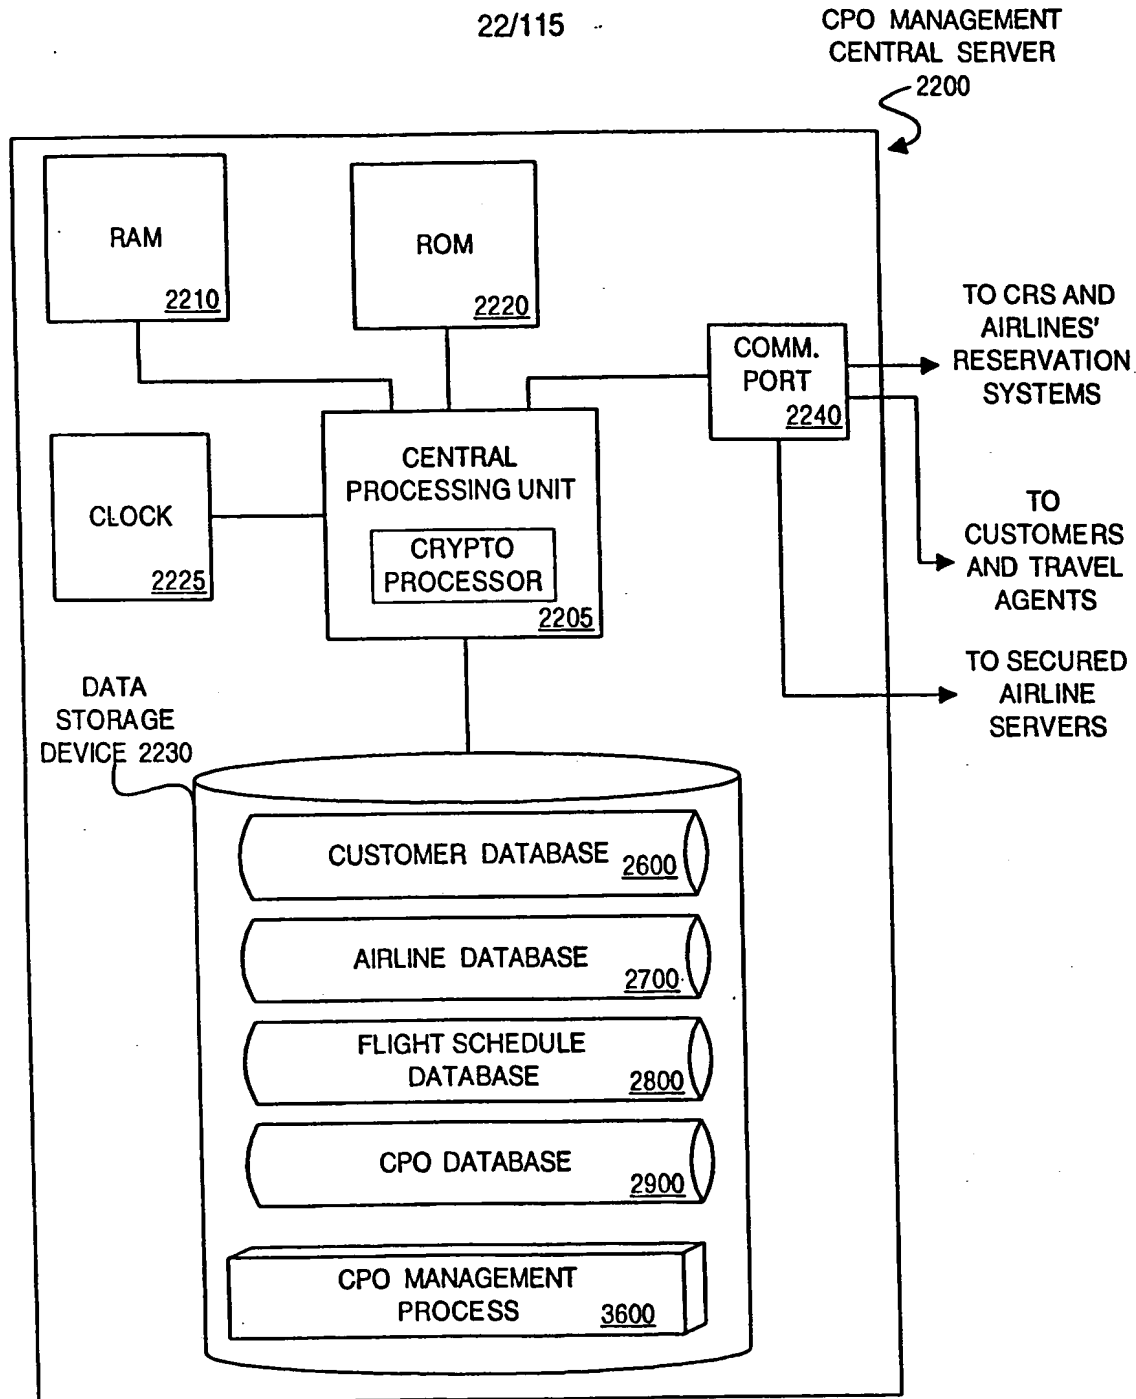 22/115
CPO MANAGEMENT
CENTRAL SERVER
2200
RAM
2210
ROM
2220
COMM.
PORT
2240
TO CRS AND
AIRLINES'
RESERVATION
SYSTEMS
CLOCK
2225
CENTRAL
PROCESSING UNIT
CRYPTO
PROCESSOR
2205
TO
CUSTOMERS
AND TRAVEL
AGENTS
TO SECURED
AIRLINE
SERVERS
DATA
STORAGE
DEVICE 2230
CUSTOMER DATABASE
2600
AIRLINE DATABASE
2700
FLIGHT SCHEDULE
DATABASE
2800
CPO DATABASE
2900
CPO MANAGEMENT
PROCESS
3600